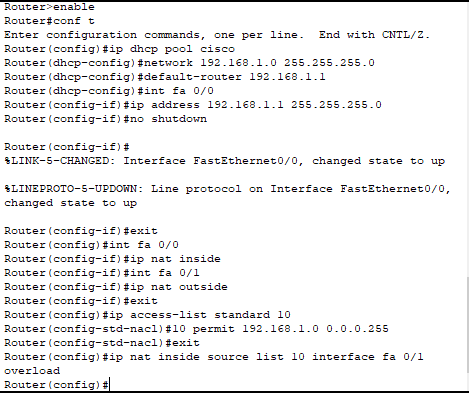 Router>enable
Router#conf t
Enter configuration commands, one per line.  End with CNTL/Z.
Router(config)#ip dhcp pool cisco
Router(dhcp-config)#network 192.168.1.0 255.255.255.0
Router(dhcp-config)#default-router 192.168.1.1
Router(dhcp-config)#int fa 0/0
Router(config-if)#ip address 192.168.1.1 255.255.255.0
Router(config-if)#no shutdown
Router(config-if)#
%LINK-5-CHANGED: Interface FastEthernet0/0, changed state to up
%LINEPROTO-5-UPDOWN: Line protocol on Interface FastEthernet0/0,
changed state to up
Router(config-if)#exit
Router(config)#int fa 0/0
Router(config-if)#ip nat inside
Router(config-if)#int fa 0/1
Router(config-if)#ip nat outside
Router(config-if)#exit
Router(config)#ip access-list standard 10
Router(config-std-nacl)#10 permit 192.168.1.0 0.0.0.255
Router(config-std-nacl)#exit
Router(config)#ip nat inside source list 10 interface fa 0/1
overload
Router(config)#